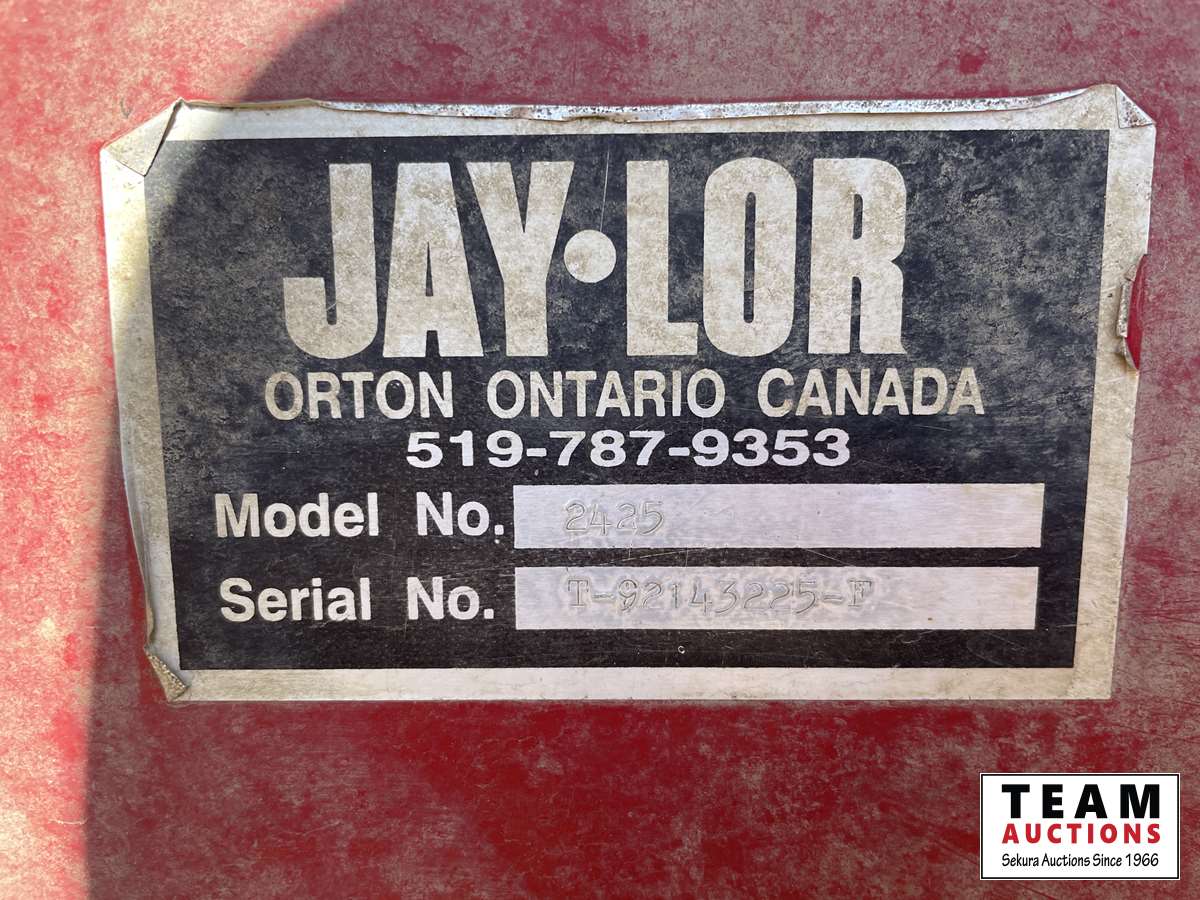 JAY•LOR
ORTON ONTARIO CANADA
519-787-9353
Model No. 2425
Serial No. T-92143225-F
TEAM
AUCTIONS
Sekura Auctions Since 1966